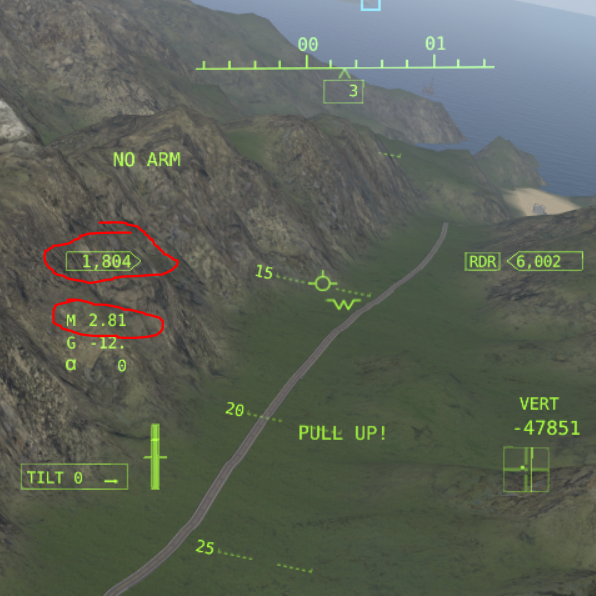 00 01
3
NO ARM
1,804
RDR 6,002
15
M 2.81
G -12.
α 0
20
PULL UP!
VERT
-47851
TILT 0
25